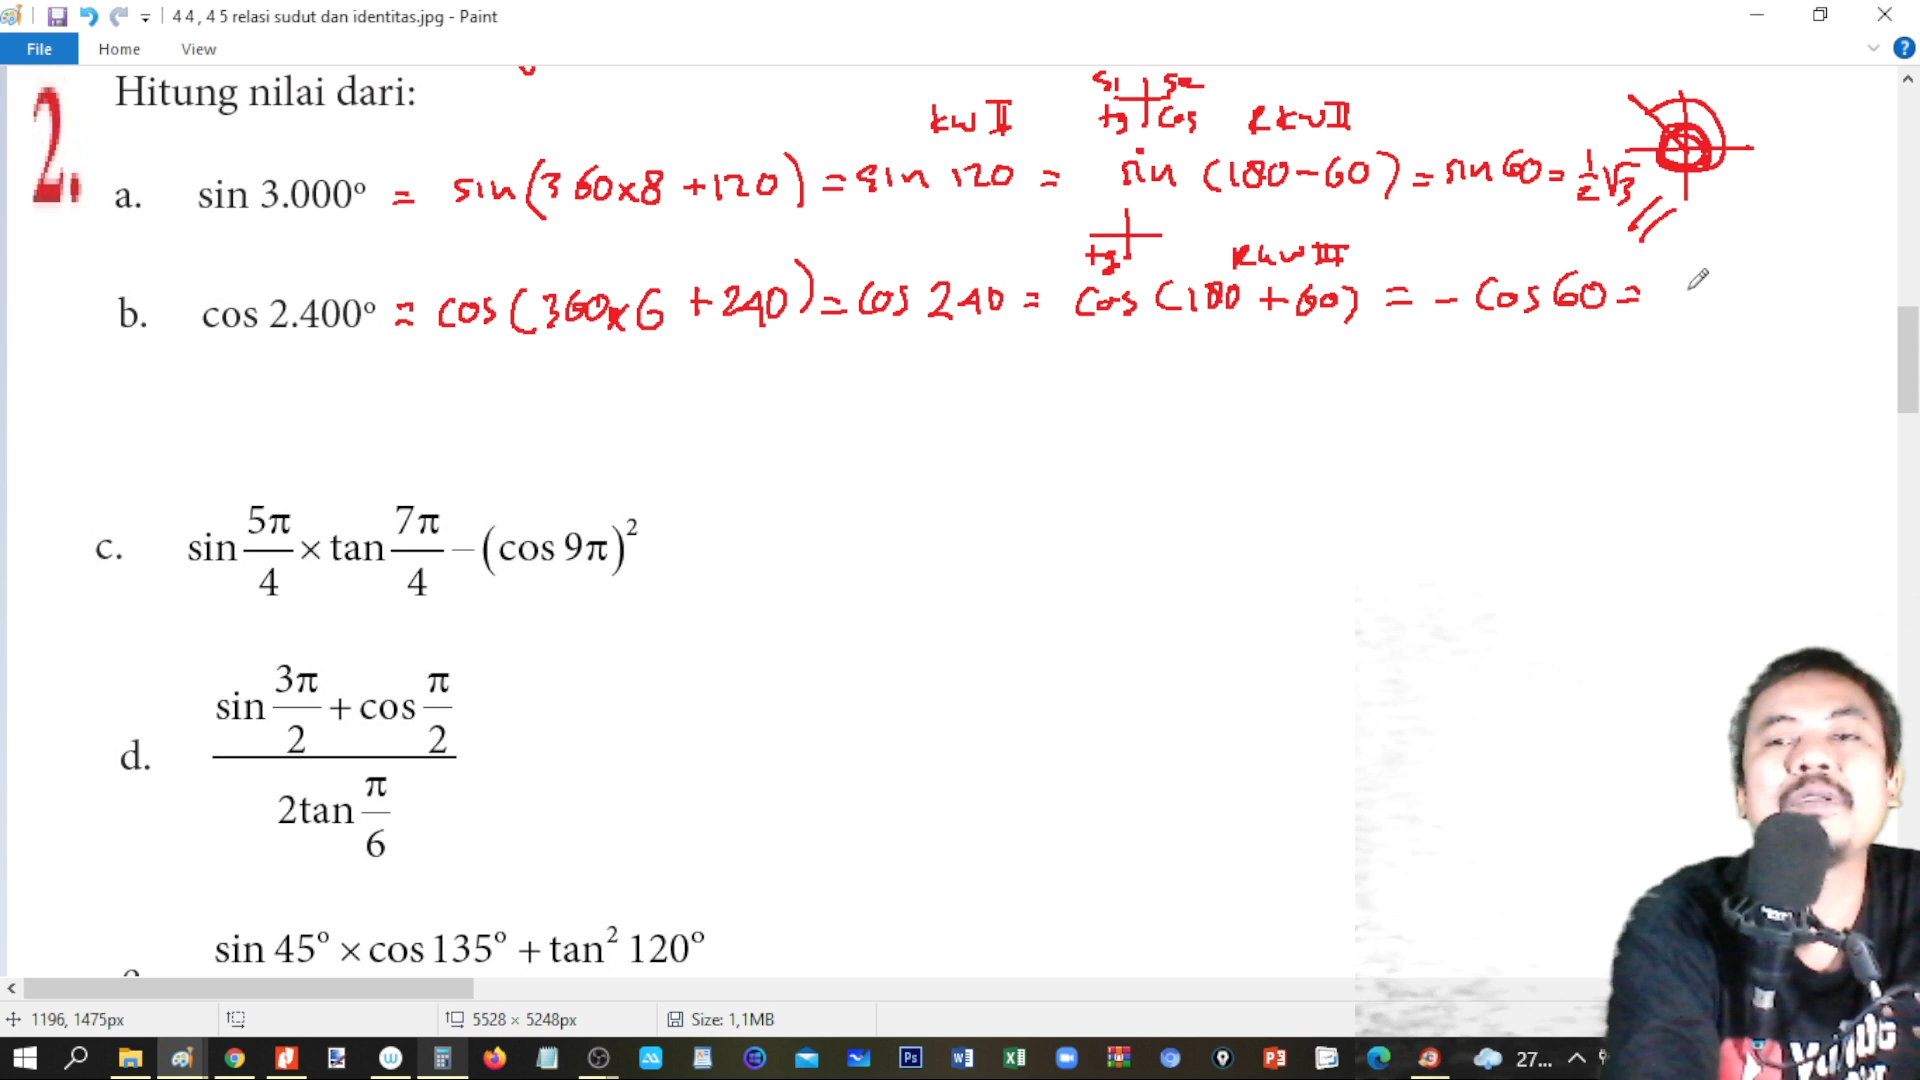 4 4 , 4 5 relasi sudut dan identitas.jpg - Paint
File Home View
2. Hitung nilai dari:
kw II
si se
tg cos
R kw II
a. sin 3.000° = sin (360x8 +120) = sin 120 = sin (180-60) = sin 60 = 1/2 √3 //
tg
R kw III
b. cos 2.400° = cos (360x6 +240) = cos 240 = cos (180 +60) = - cos 60 =
c. sin 5π/4 × tan 7π/4 – (cos 9π)²
d. (sin 3π/2 + cos π/2) / (2tan π/6)
sin 45° × cos 135° + tan² 120°
1196, 1475px 5528 × 5248px Size: 1,1MB
27...